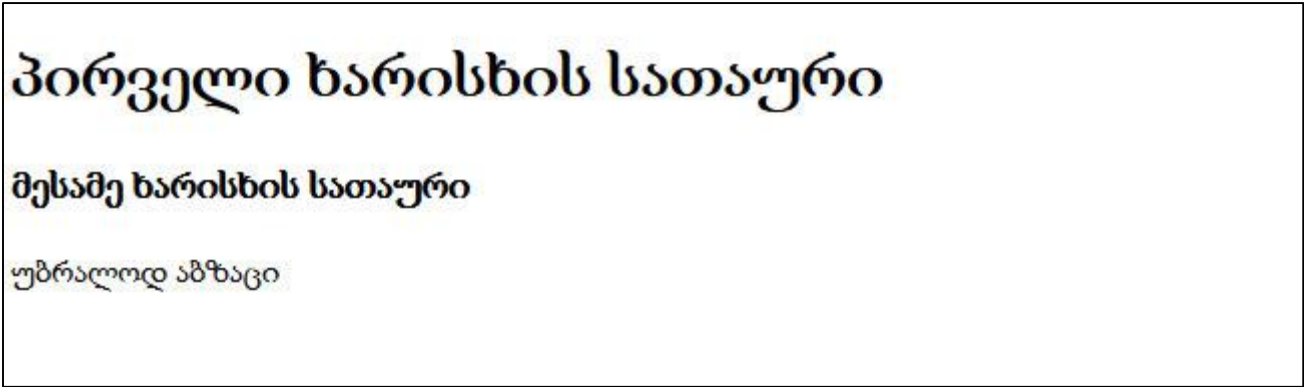 პირველი ხარისხის სათაური
მესამე ხარისხის სათაური
უბრალოდ აბზაცი